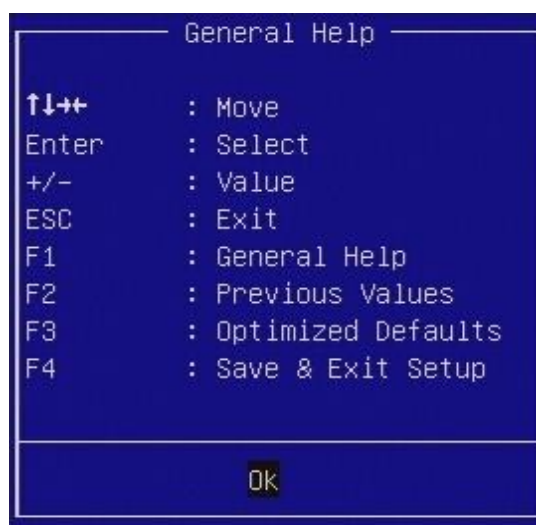 General Help
↑↓→← : Move
Enter : Select
+/- : Value
ESC : Exit
F1 : General Help
F2 : Previous Values
F3 : Optimized Defaults
F4 : Save & Exit Setup
Ok